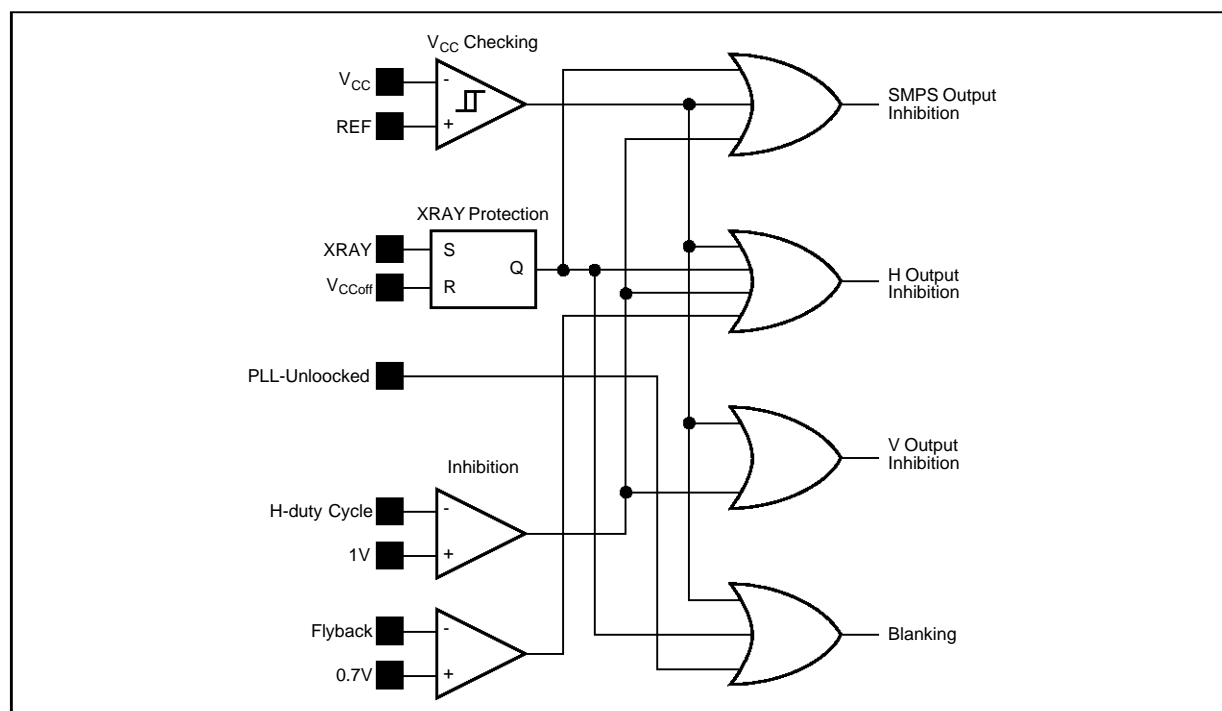 VCC Checking
VCC
-
REF
+
SMPS Output
Inhibition
XRAY Protection
XRAY
S
Q
VCCoff
R
H Output
Inhibition
PLL-Unloocked
V Output
Inhibition
Inhibition
H-duty Cycle
-
1V
+
Flyback
-
0.7V
+
Blanking